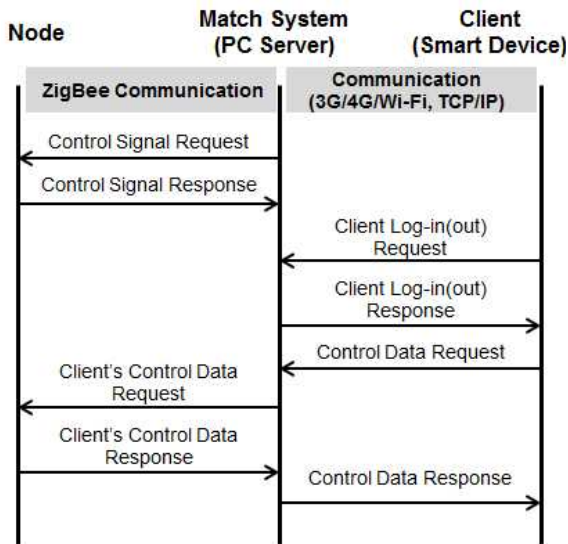 Node
Match System
(PC Server)
Client
(Smart Device)
ZigBee Communication
Communication
(3G/4G/Wi-Fi, TCP/IP)
Control Signal Request
Control Signal Response
Client Log-in(out)
Request
Client Log-in(out)
Response
Control Data Request
Client's Control Data
Request
Client's Control Data
Response
Control Data Response